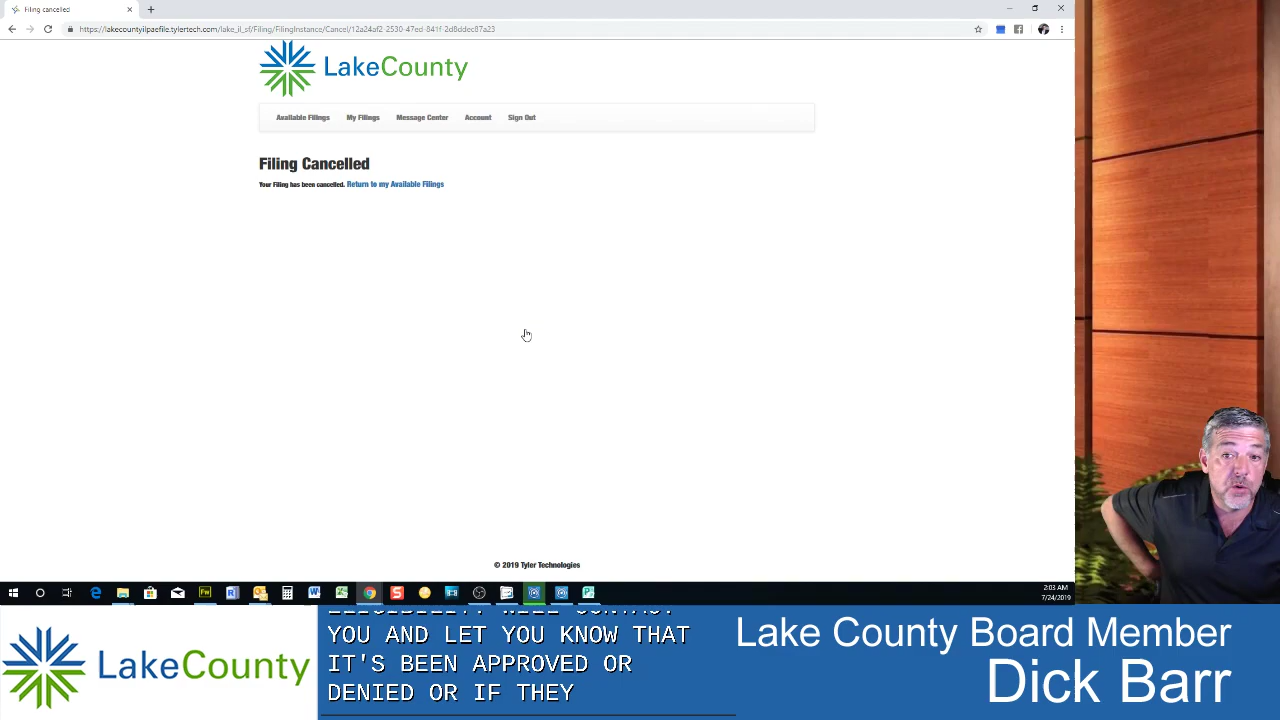 Filing cancelled
https://lakecountyilpaefile.tylertech.com/lake_il_sf/Filing/FilingInstance/Cancel/12a24af2-2530-47ed-841f-2d8ddec87a23
LakeCounty
Available Filings My Filings Message Center Account Sign Out
Filing Cancelled
Your Filing has been cancelled. Return to my Available Filings
© 2019 Tyler Technologies
2:03 AM
7/24/2019
LakeCounty
YOU AND LET YOU KNOW THAT
IT'S BEEN APPROVED OR
DENIED OR IF THEY
Lake County Board Member
Dick Barr